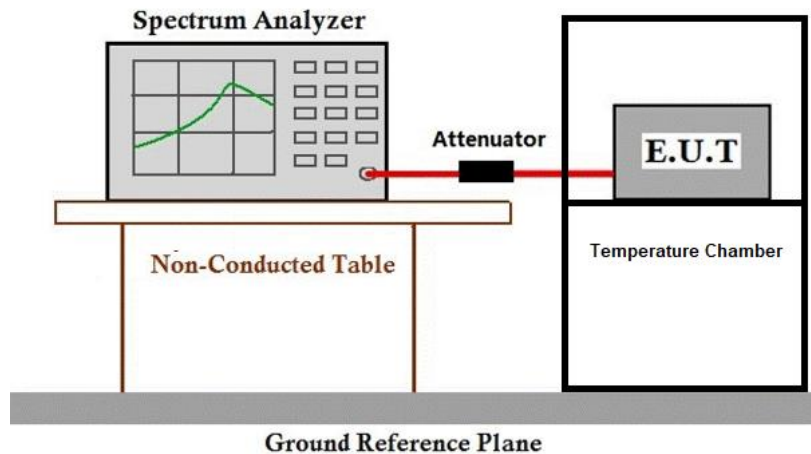 Spectrum Analyzer
Attenuator
E.U.T
Temperature Chamber
Non-Conducted Table
Ground Reference Plane